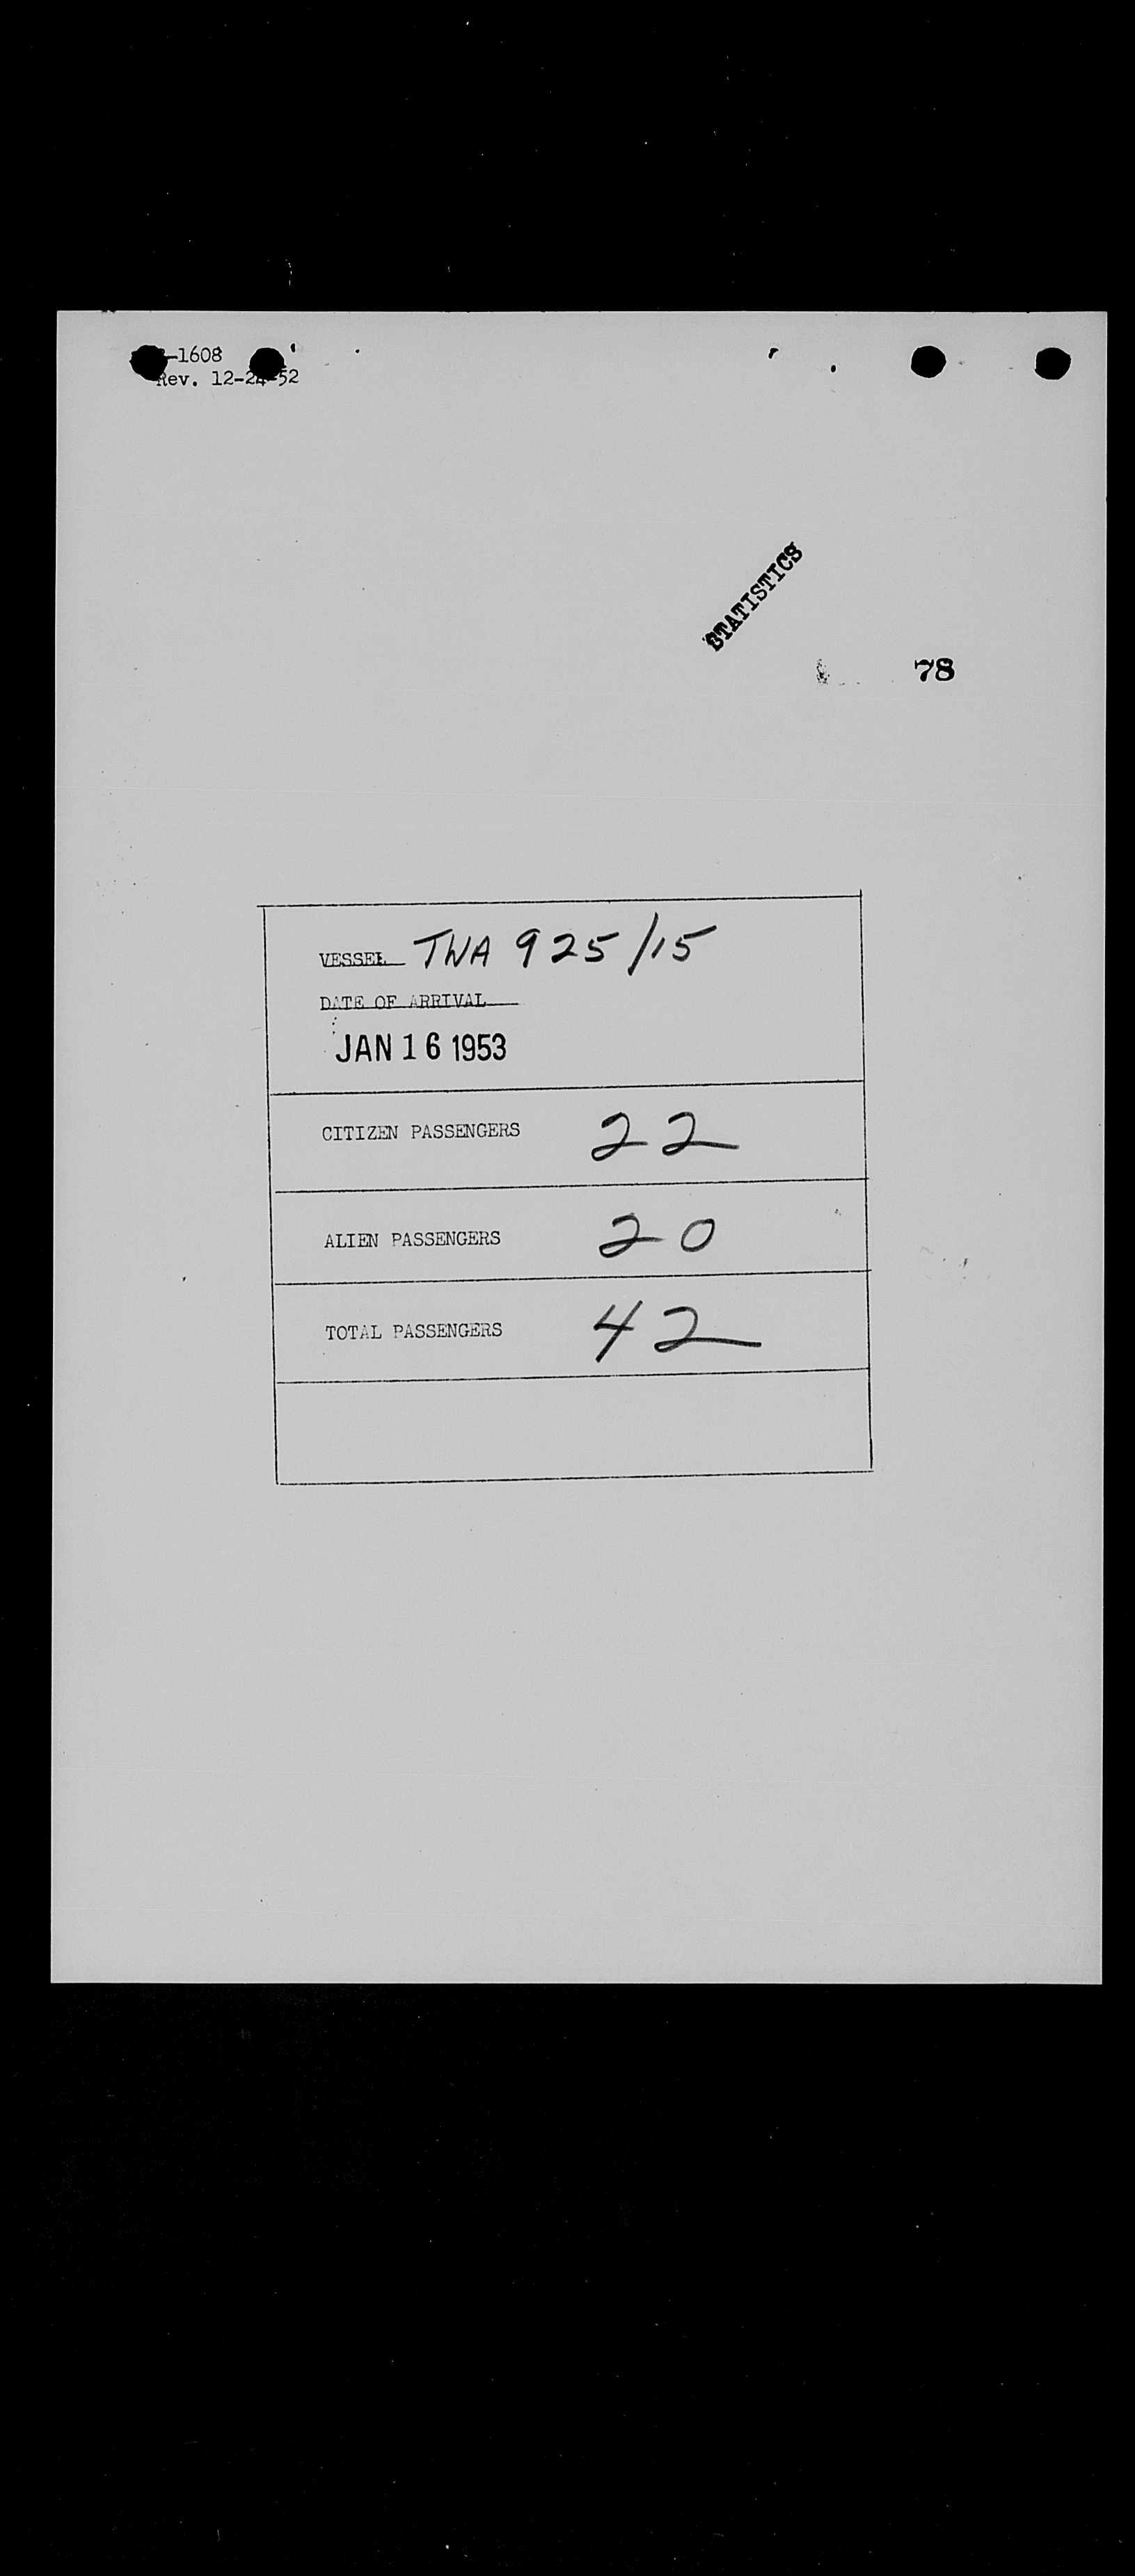 -1608
Rev. 12-24-52
STATISTICS
78
VESSEL TWA 925/15
DATE OF ARRIVAL
JAN 16 1953
CITIZEN PASSENGERS 22
ALIEN PASSENGERS 20
TOTAL PASSENGERS 42